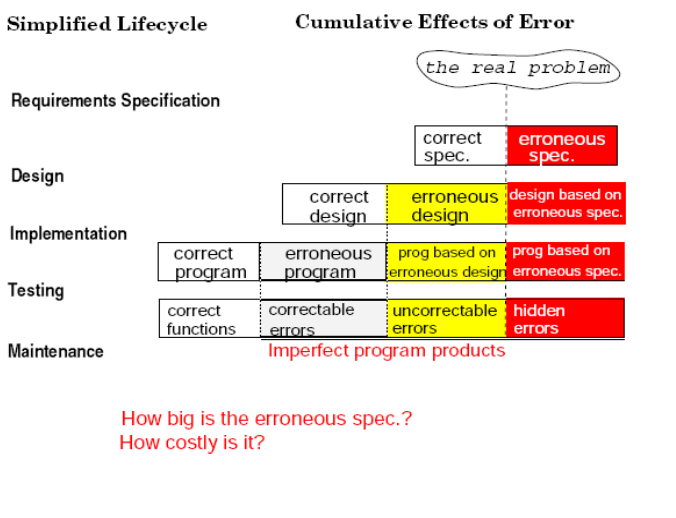 Simplified Lifecycle
Cumulative Effects of Error
the real problem
Requirements Specification
correct
spec.
erroneous
spec.
Design
correct
design
erroneous
design
design based on
erroneous spec.
Implementation
correct
program
erroneous
program
prog based on
erroneous design
prog based on
erroneous spec.
Testing
correct
functions
correctable
errors
uncorrectable
errors
hidden
errors
Maintenance
Imperfect program products
How big is the erroneous spec.?
How costly is it?